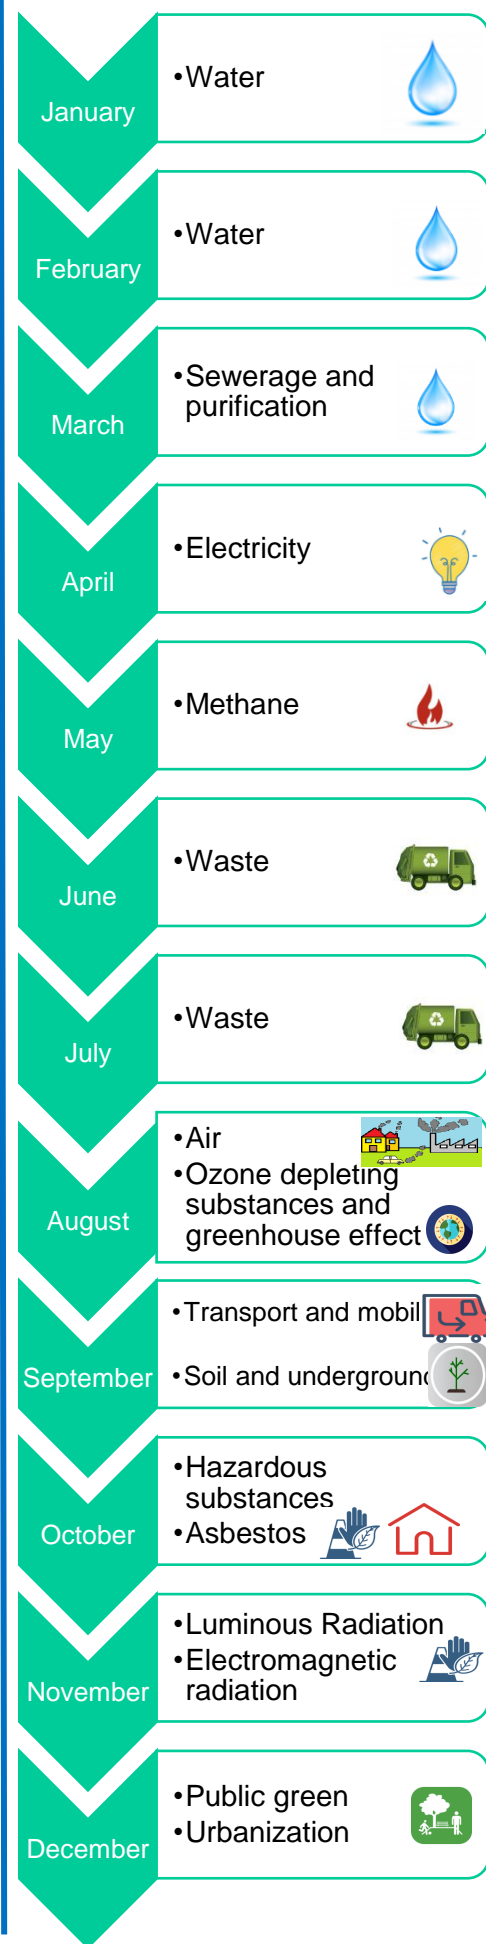 January
•Water
February
•Water
March
•Sewerage and
purification
April
•Electricity
May
•Methane
June
•Waste
July
•Waste
August
•Air
•Ozone depleting
substances and
greenhouse effect
September
•Transport and mobil
•Soil and underground
October
•Hazardous
substances
•Asbestos
November
•Luminous Radiation
•Electromagnetic
radiation
December
•Public green
•Urbanization